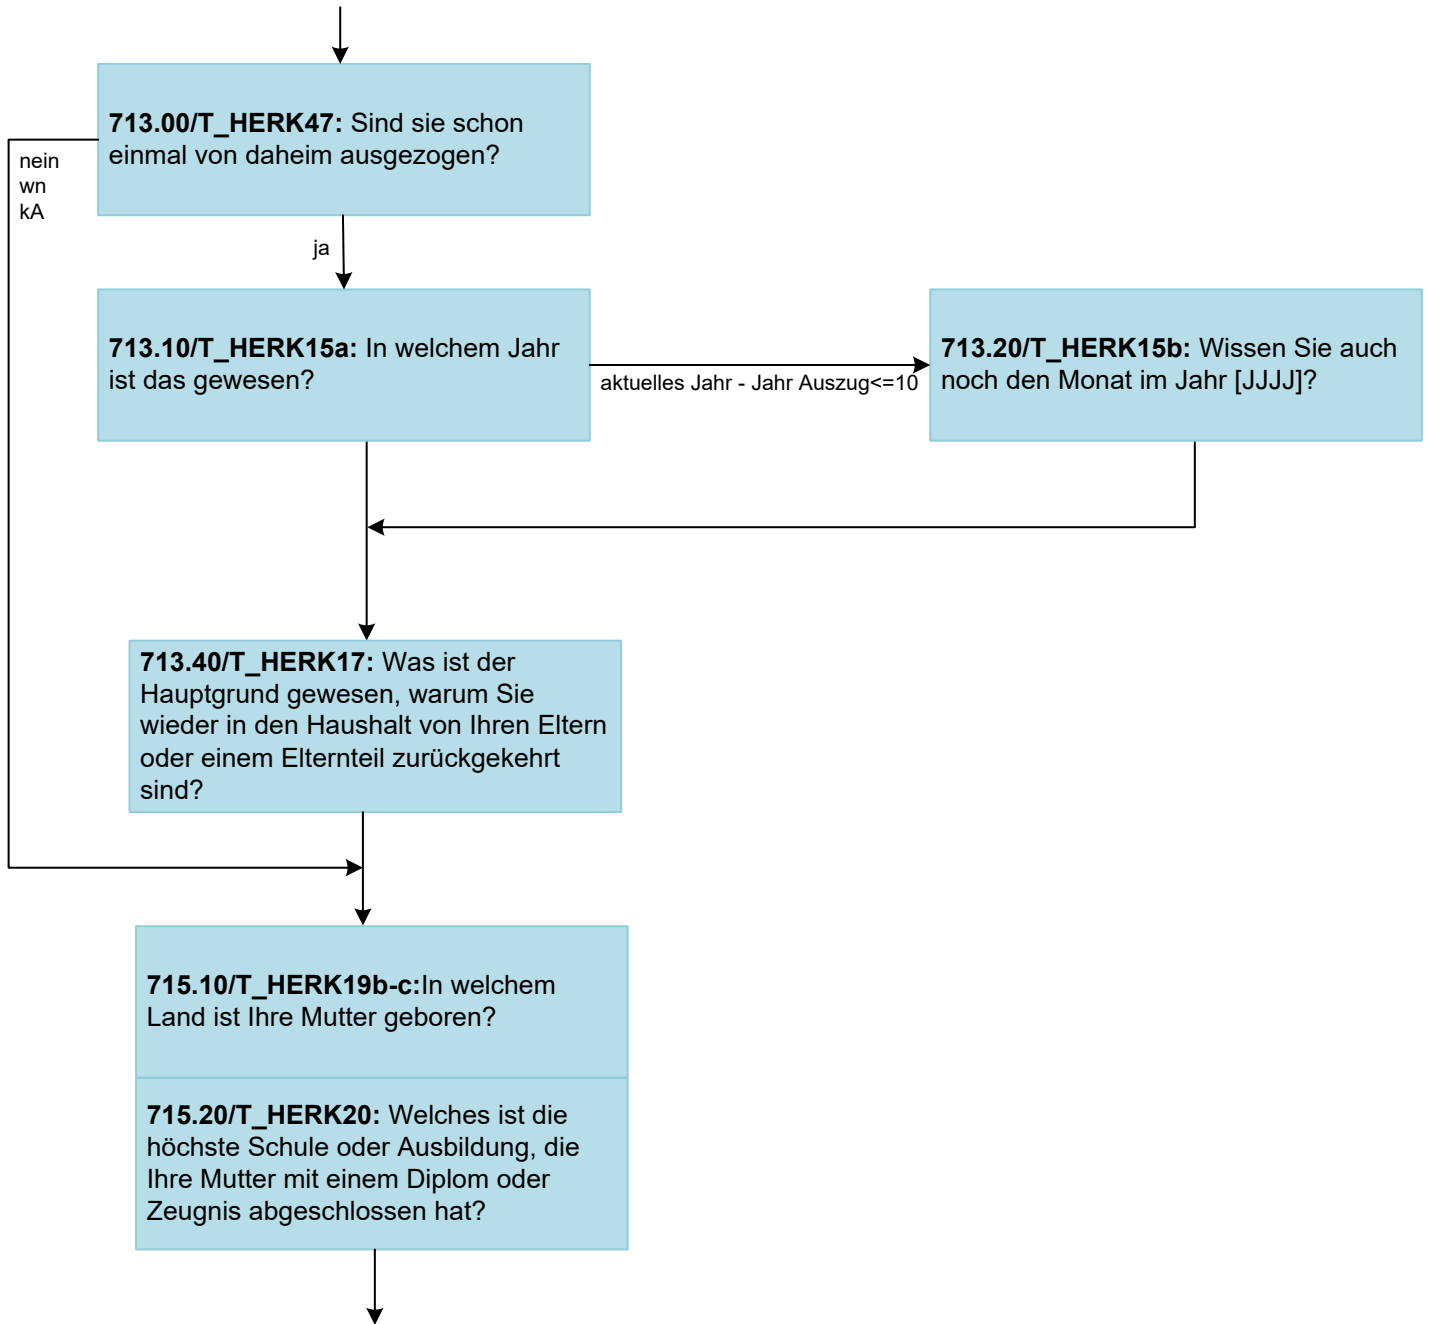 713.00/T_HERK47: Sind sie schon
einmal von daheim ausgezogen?
nein
wn
kA
ja
713.10/T_HERK15a: In welchem Jahr
ist das gewesen?
aktuelles Jahr - Jahr Auszug<=10
713.20/T_HERK15b: Wissen Sie auch
noch den Monat im Jahr [JJJJ]?
713.40/T_HERK17: Was ist der
Hauptgrund gewesen, warum Sie
wieder in den Haushalt von Ihren Eltern
oder einem Elternteil zurückgekehrt
sind?
715.10/T_HERK19b-c:In welchem
Land ist Ihre Mutter geboren?
715.20/T_HERK20: Welches ist die
höchste Schule oder Ausbildung, die
Ihre Mutter mit einem Diplom oder
Zeugnis abgeschlossen hat?